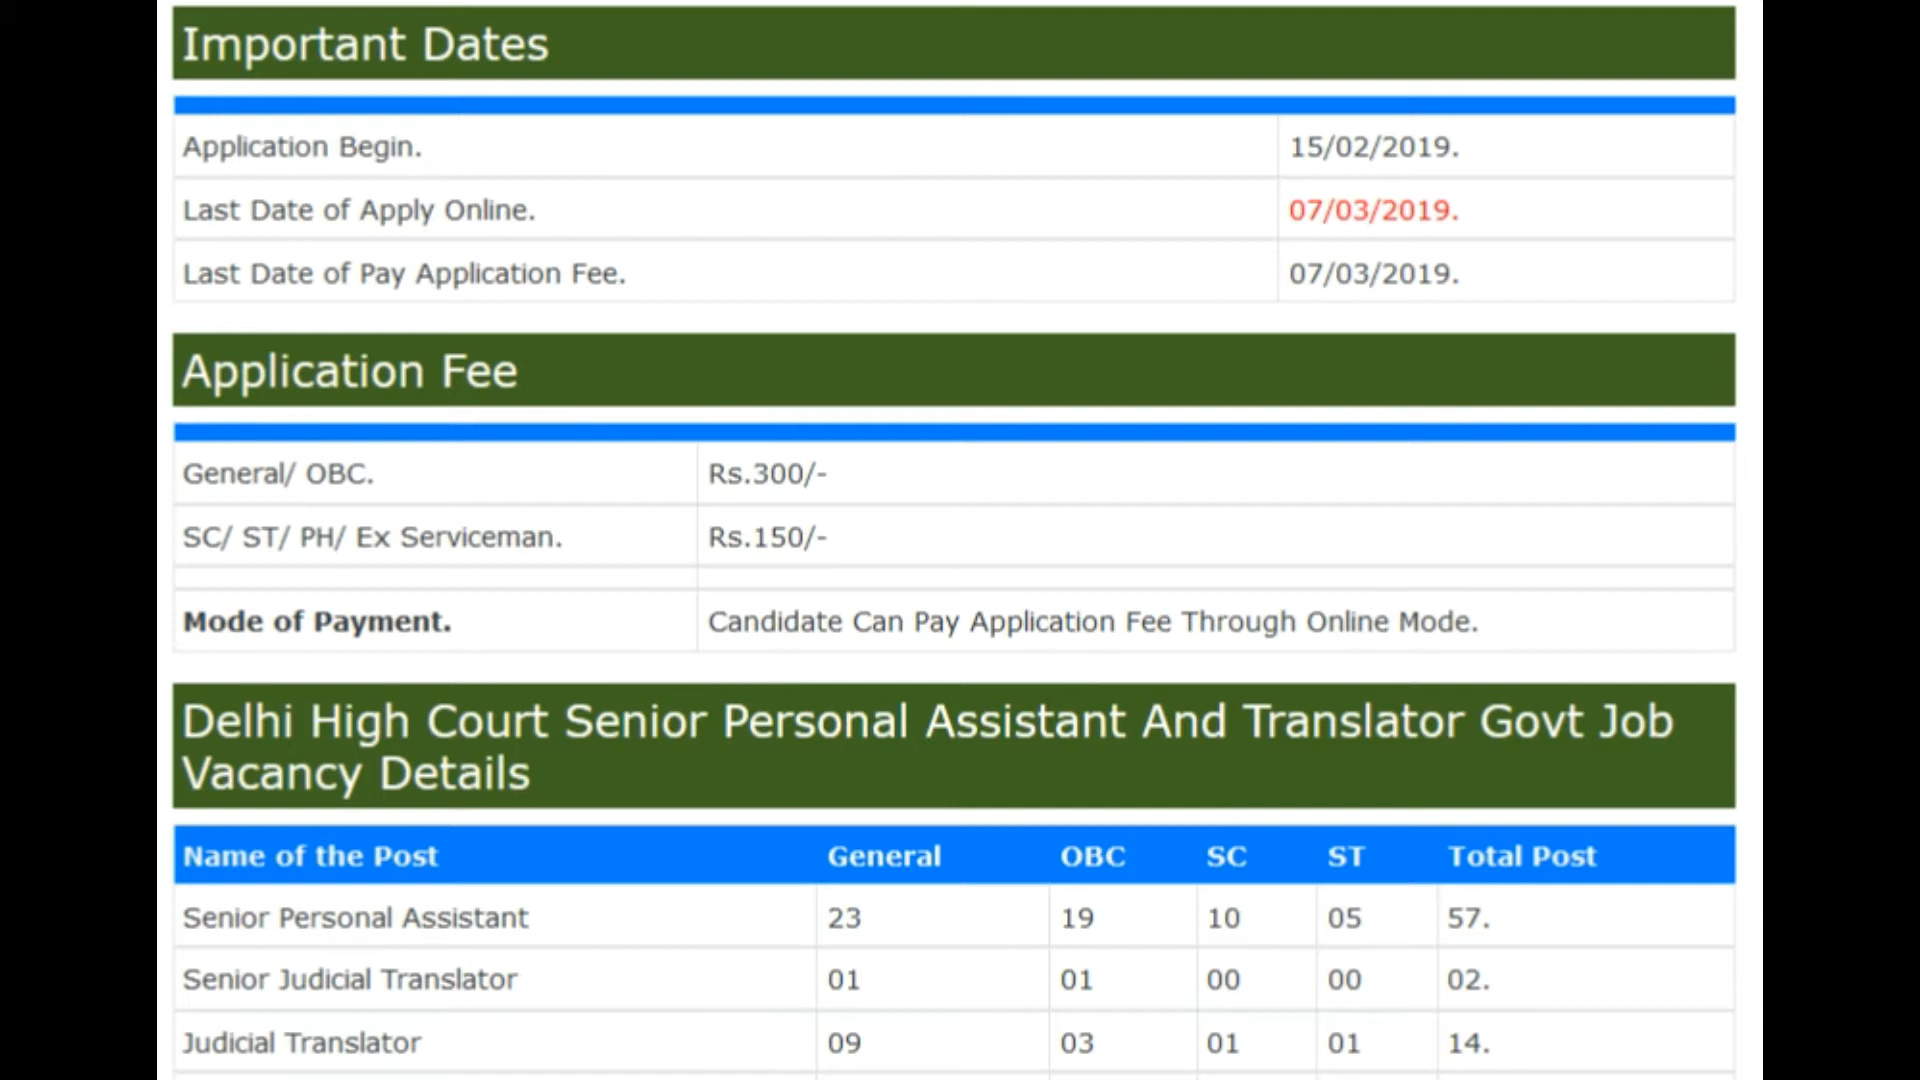 Important Dates
Application Begin. 15/02/2019.
Last Date of Apply Online. 07/03/2019.
Last Date of Pay Application Fee. 07/03/2019.
Application Fee
General/ OBC. Rs.300/-
SC/ ST/ PH/ Ex Serviceman. Rs.150/-
Mode of Payment. Candidate Can Pay Application Fee Through Online Mode.
Delhi High Court Senior Personal Assistant And Translator Govt Job
Vacancy Details
Name of the Post General OBC SC ST Total Post
Senior Personal Assistant 23 19 10 05 57.
Senior Judicial Translator 01 01 00 00 02.
Judicial Translator 09 03 01 01 14.